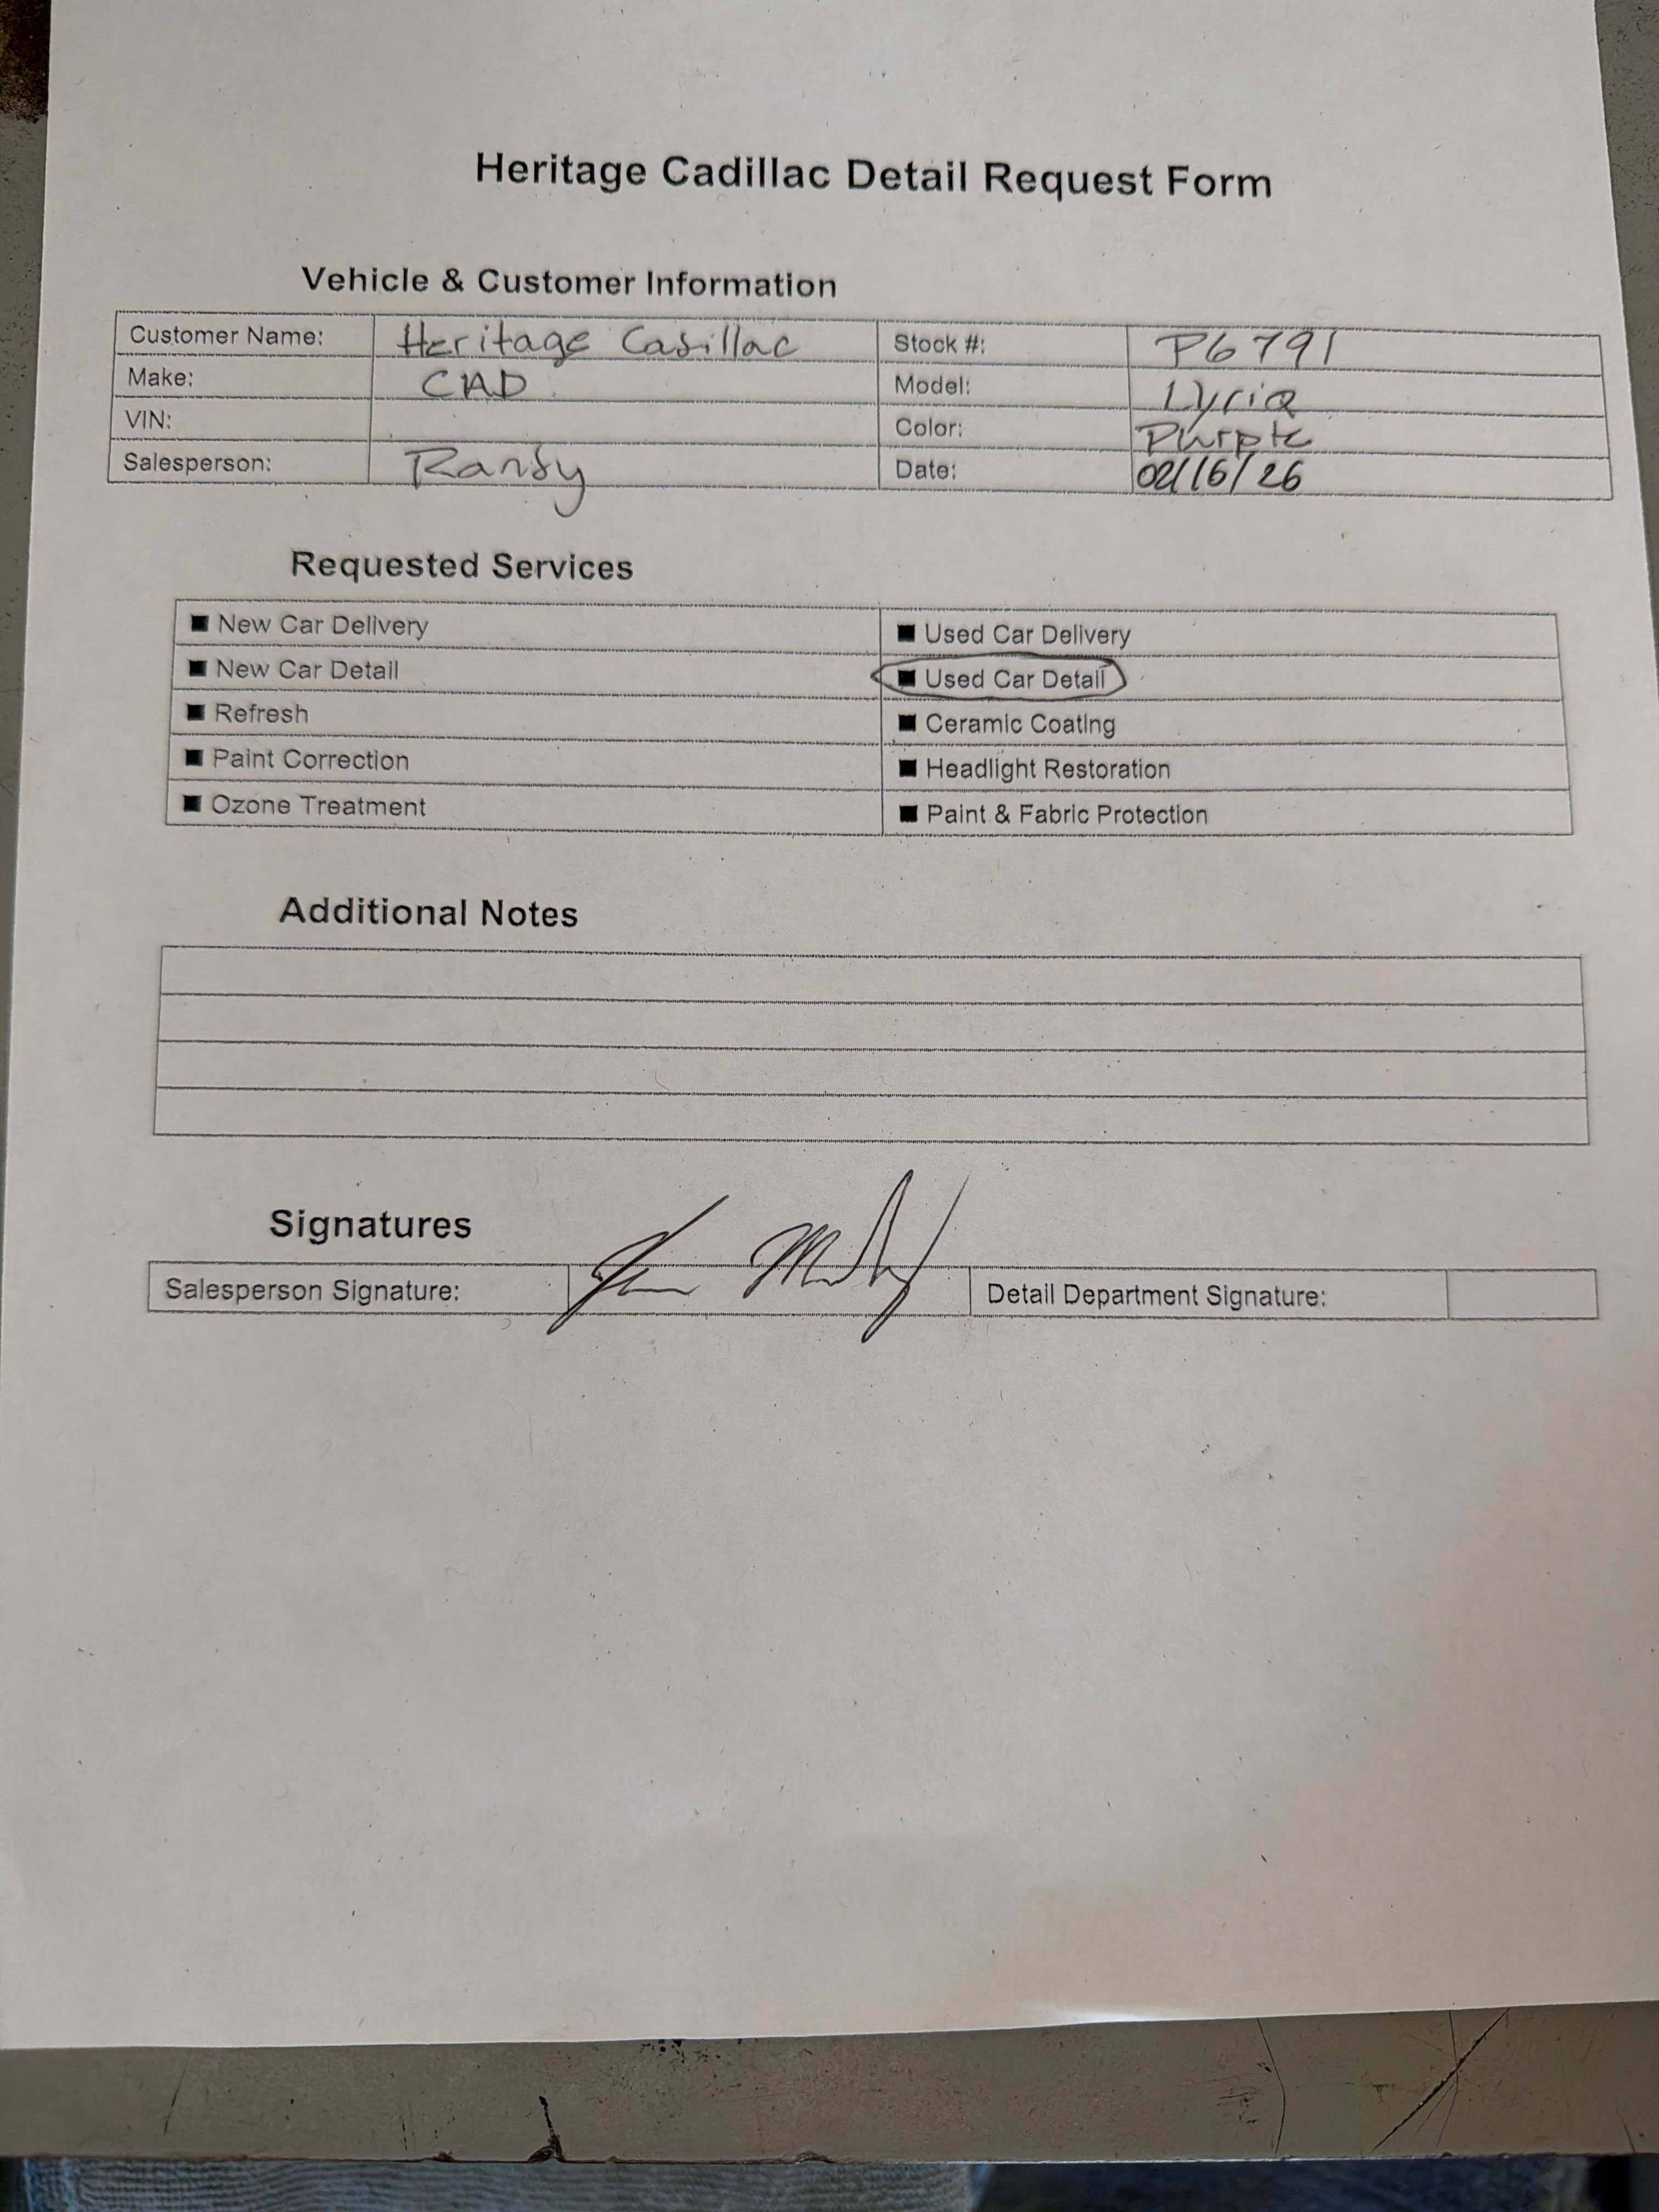 Heritage Cadillac Detail Request Form
Vehicle & Customer Information
Customer Name: Heritage Cadillac Stock #: P6791
Make: CAD Model: Lyriq
VIN: Color: Purple
Salesperson: Randy Date: 02/16/26
Requested Services
■ New Car Delivery ■ Used Car Delivery
■ New Car Detail ■ Used Car Detail
■ Refresh ■ Ceramic Coating
■ Paint Correction ■ Headlight Restoration
■ Ozone Treatment ■ Paint & Fabric Protection
Additional Notes
Signatures
Salesperson Signature: Detail Department Signature: